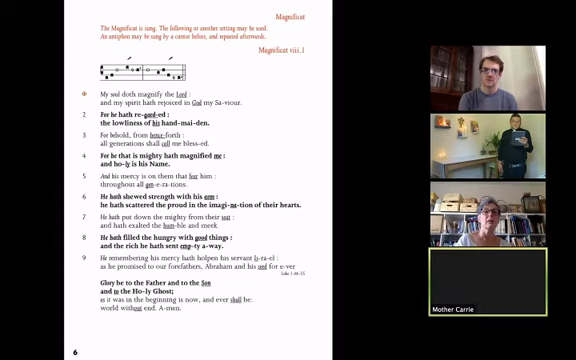 Magnificat
The Magnificat is sung. The following or another setting may be used.
An antiphon may be sung by a cantor before, and repeated afterwards.
Magnificat viii.1
My soul doth magnify the Lord :
and my spirit hath rejoiced in God my Sa-viour.
2 For he hath re-gard-ed:
the lowliness of his hand-mai-den.
3 For behold, from hence-forth :
all generations shall call me bless-ed.
4 For he that is mighty hath magnified me :
and ho-ly is his Name.
5 And his mercy is on them that fear him :
throughout all gen-e-ra-tions.
6 He hath shewed strength with his arm :
he hath scattered the proud in the imagi-na-tion of their hearts.
7 He hath put down the mighty from their seat :
and hath exalted the hum-ble and meek.
8 He hath filled the hungry with good things :
and the rich he hath sent emp-ty a-way.
9 He remembering his mercy hath holpen his servant Is-ra-el :
as he promised to our forefathers, Abraham and his seed for e-ver
Luke 1.46-55
Glory be to the Father and to the Son
and to the Ho-ly Ghost;
as it was in the beginning is now, and ever shall be:
world without end. A-men.
6
Mother Carrie